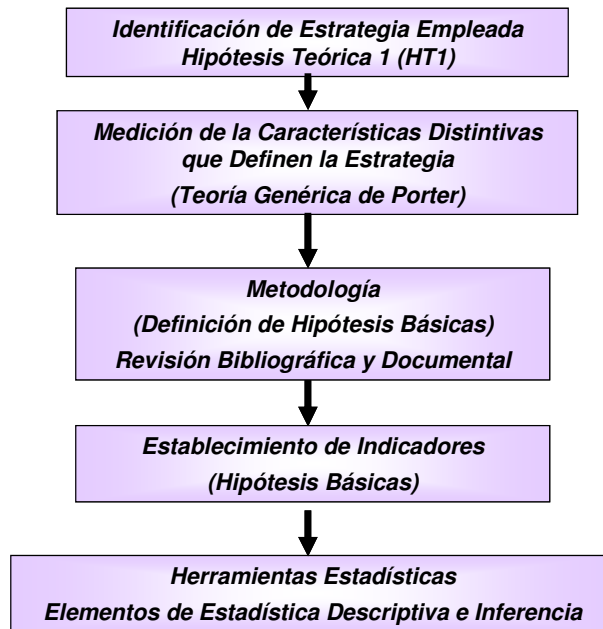 Identificación de Estrategia Empleada
Hipótesis Teórica 1 (HT1)
Medición de la Características Distintivas
que Definen la Estrategia
(Teoría Genérica de Porter)
Metodología
(Definición de Hipótesis Básicas)
Revisión Bibliográfica y Documental
Establecimiento de Indicadores
(Hipótesis Básicas)
Herramientas Estadísticas
Elementos de Estadística Descriptiva e Inferencia